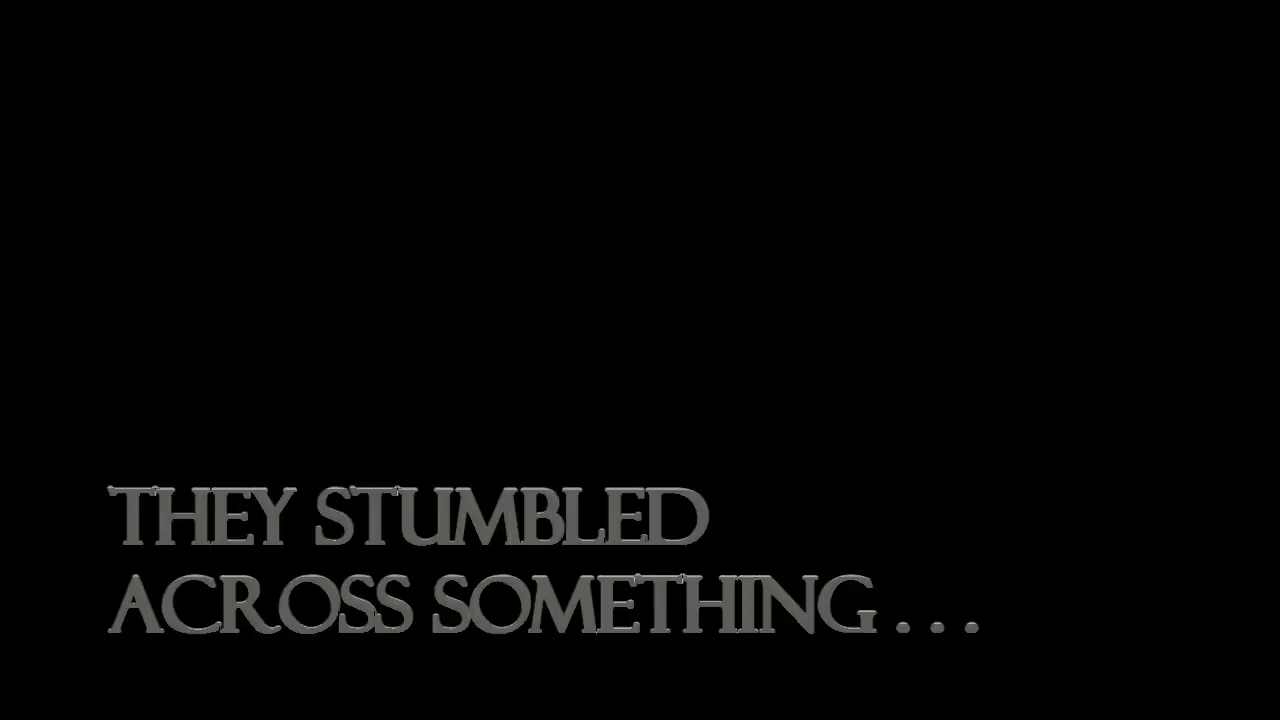 THEY STUMBLED
ACROSS SOMETHING . . .